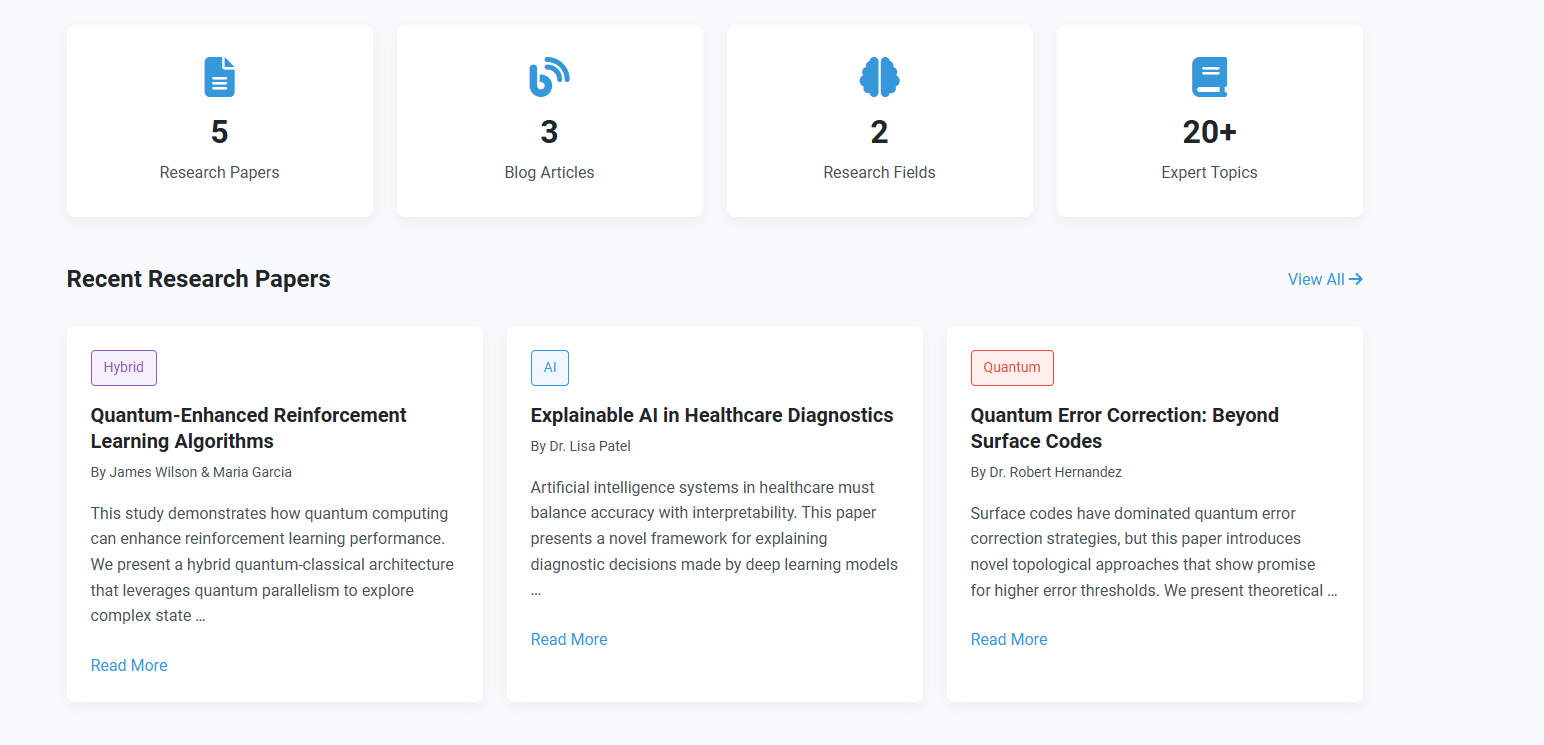 5
Research Papers
3
Blog Articles
2
Research Fields
20+
Expert Topics
Recent Research Papers
View All
Hybrid
Quantum-Enhanced Reinforcement
Learning Algorithms
By James Wilson & Maria Garcia
This study demonstrates how quantum computing
can enhance reinforcement learning performance.
We present a hybrid quantum-classical architecture
that leverages quantum parallelism to explore
complex state ...
Read More
AI
Explainable AI in Healthcare Diagnostics
By Dr. Lisa Patel
Artificial intelligence systems in healthcare must
balance accuracy with interpretability. This paper
presents a novel framework for explaining
diagnostic decisions made by deep learning models
...
Read More
Quantum
Quantum Error Correction: Beyond
Surface Codes
By Dr. Robert Hernandez
Surface codes have dominated quantum error
correction strategies, but this paper introduces
novel topological approaches that show promise
for higher error thresholds. We present theoretical ...
Read More